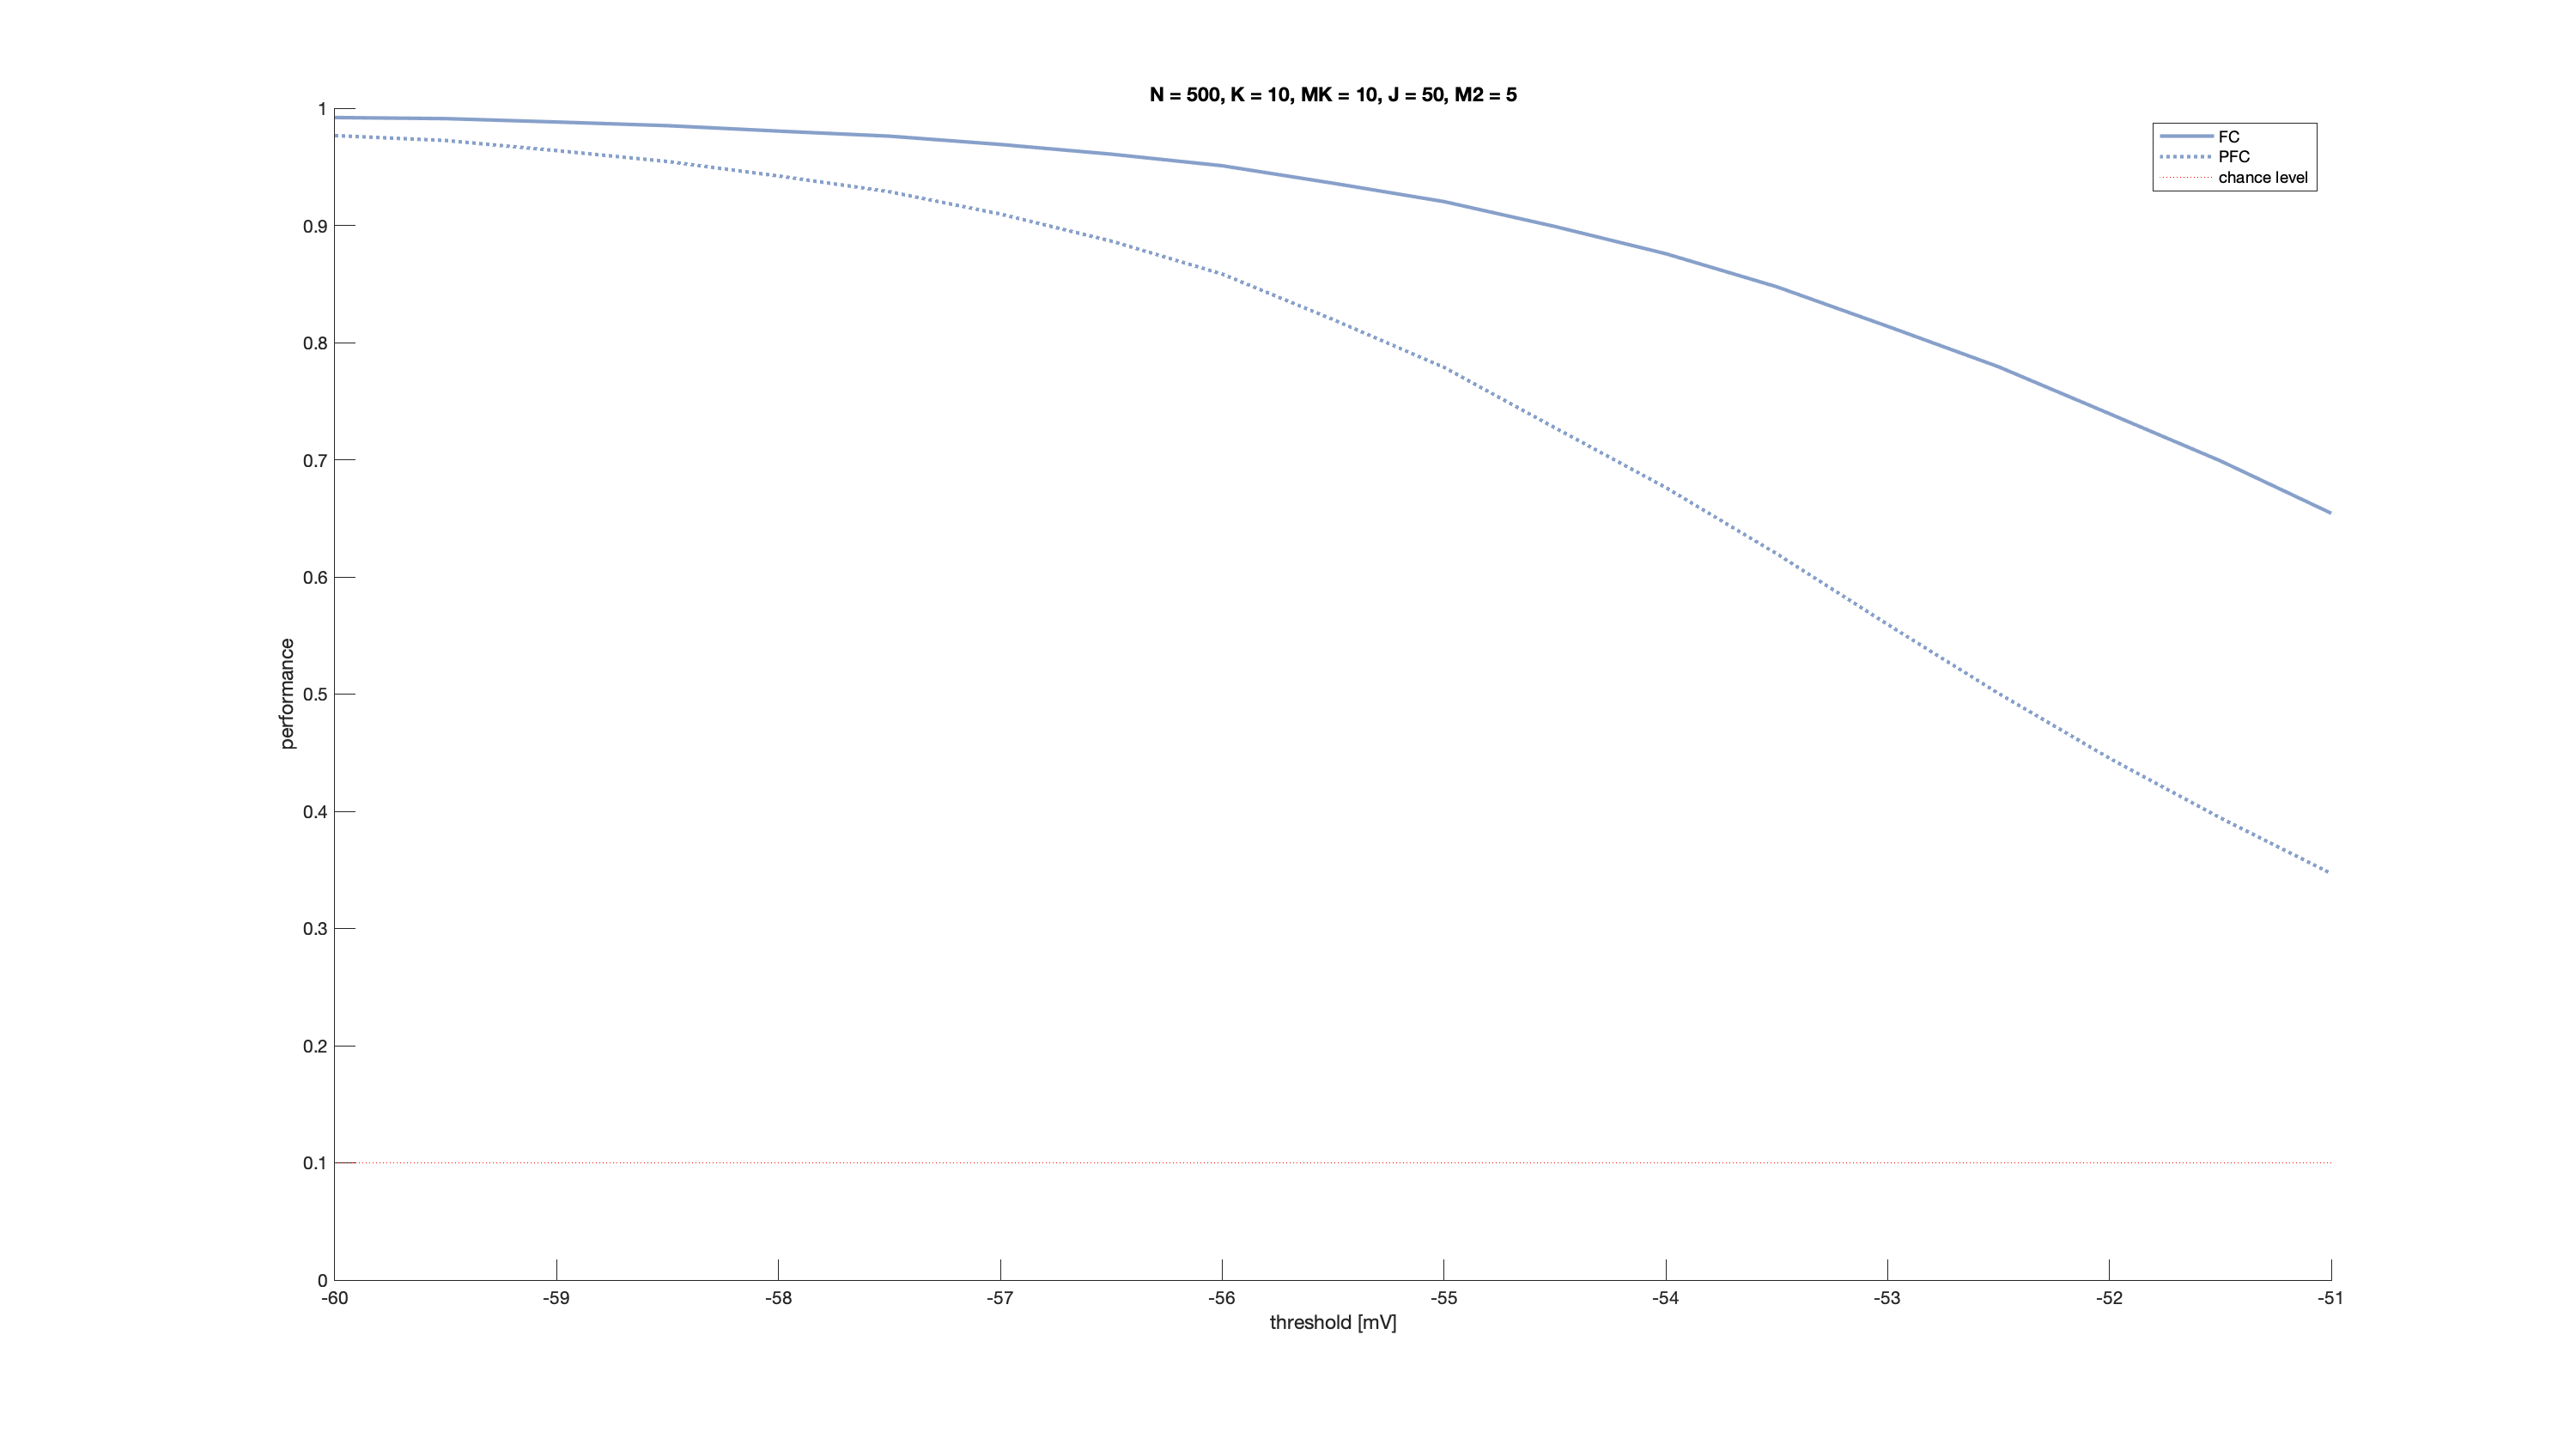 N = 500, K = 10, MK = 10, J = 50, M2 = 5
1
FC
PFC
chance level
0.9
0.8
0.7
0.6
0.5
0.4
0.3
0.2
0.1
0
performance
-60 -59 -58 -57 -56 -55 -54 -53 -52 -51
threshold [mV]